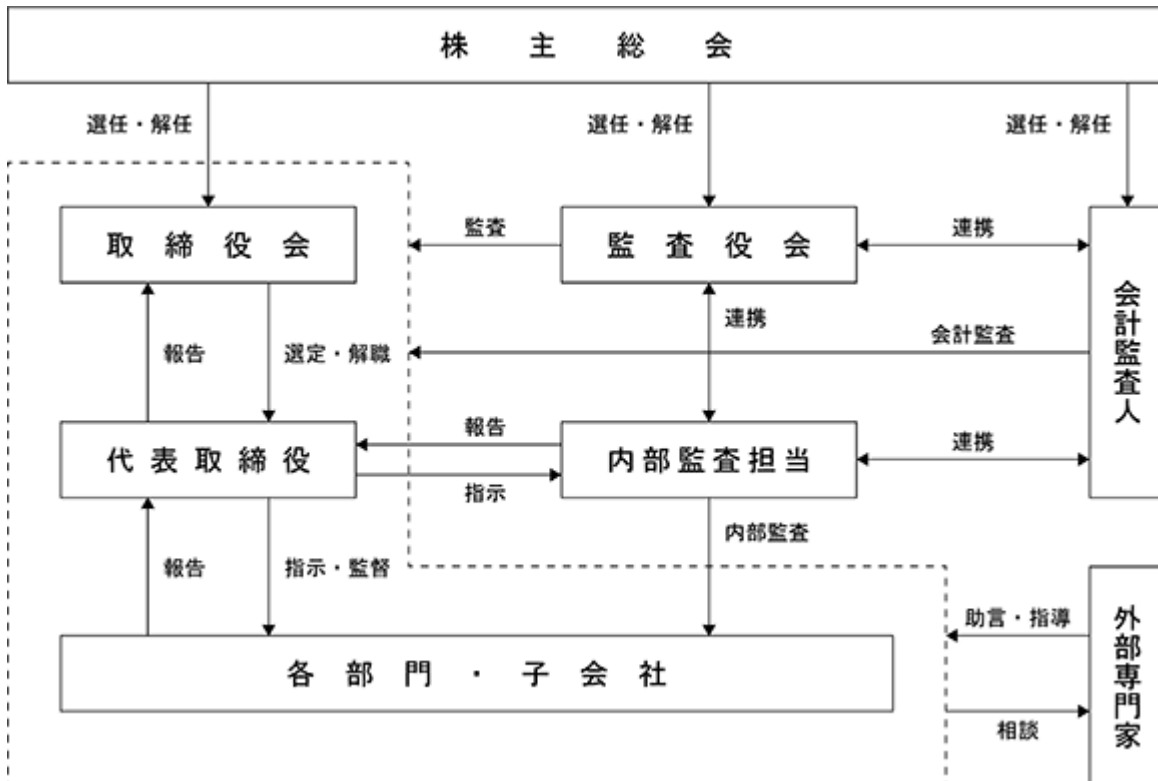 株主総会
選任・解任
選任・解任
選任・解任
取締役会
監査
監査役会
連携
会計監査人
報告
選定・解職
連携
会計監査
代表取締役
報告
指示
内部監査担当
連携
報告
指示・監督
内部監査
助言・指導
外部専門家
各部門・子会社
相談